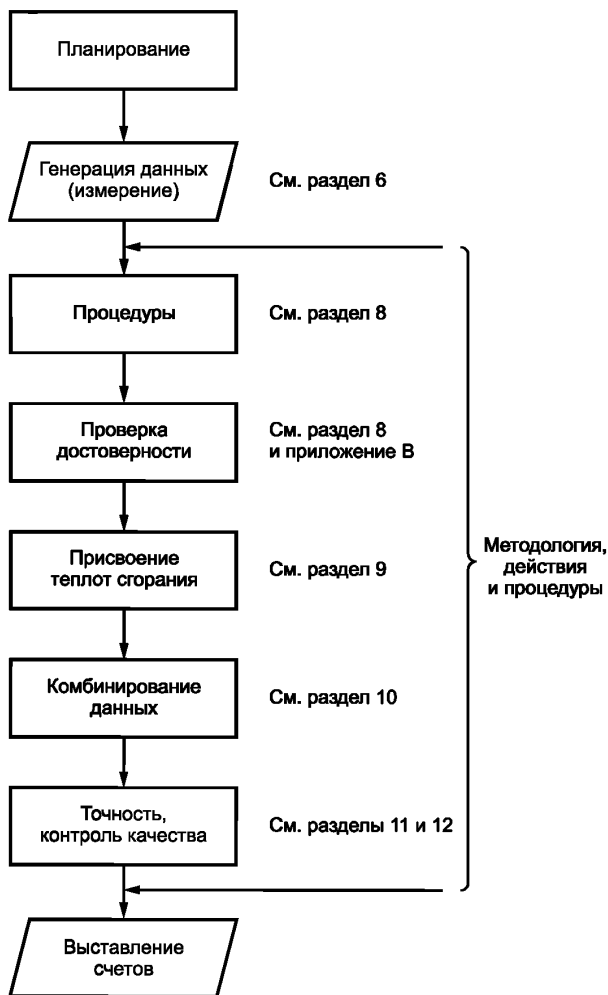 Планирование
Генерация данных
(измерение)
См. раздел 6
Процедуры
См. раздел 8
Проверка
достоверности
См. раздел 8
и приложение В
Присвоение
теплот сгорания
См. раздел 9
Методология,
действия
и процедуры
Комбинирование
данных
См. раздел 10
Точность,
контроль качества
См. разделы 11 и 12
Выставление
счетов